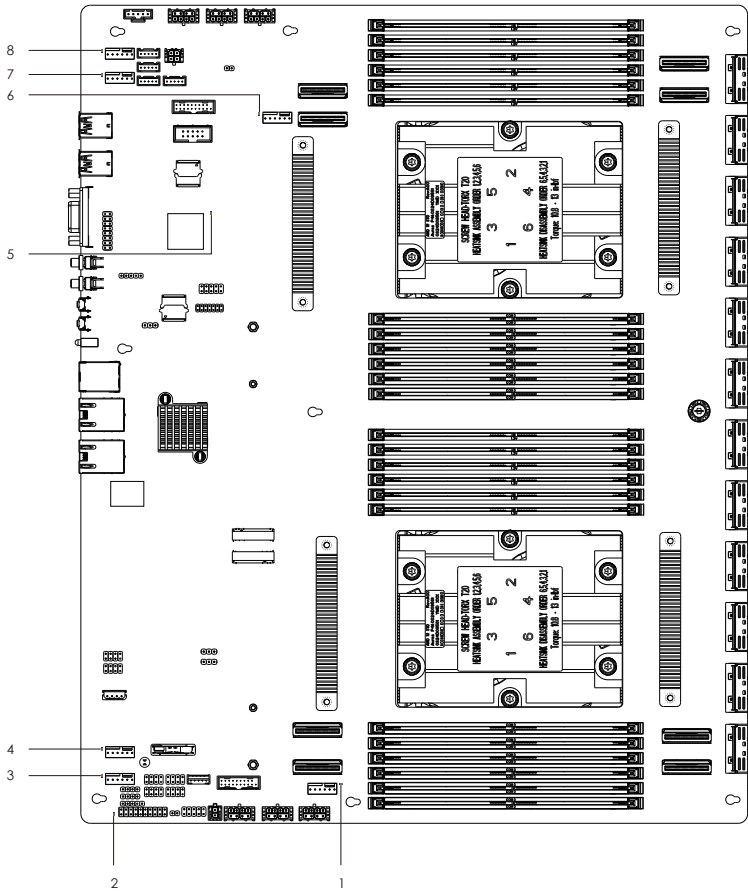 8
7
6
5
4
3
2
1
SCREW HEAD-TORX T20
HEATSINK ASSEMBLY ORDER 1,2,3,4,5,6
3 5
1 2
6 4
HEATSINK DISASSEMBLY ORDER 6,5,4,3,2,1
Torque: 10.8 - 13 in-lbf
SCREW HEAD-TORX T20
HEATSINK ASSEMBLY ORDER 1,2,3,4,5,6
3 5
1 2
6 4
HEATSINK DISASSEMBLY ORDER 6,5,4,3,2,1
Torque: 10.8 - 13 in-lbf